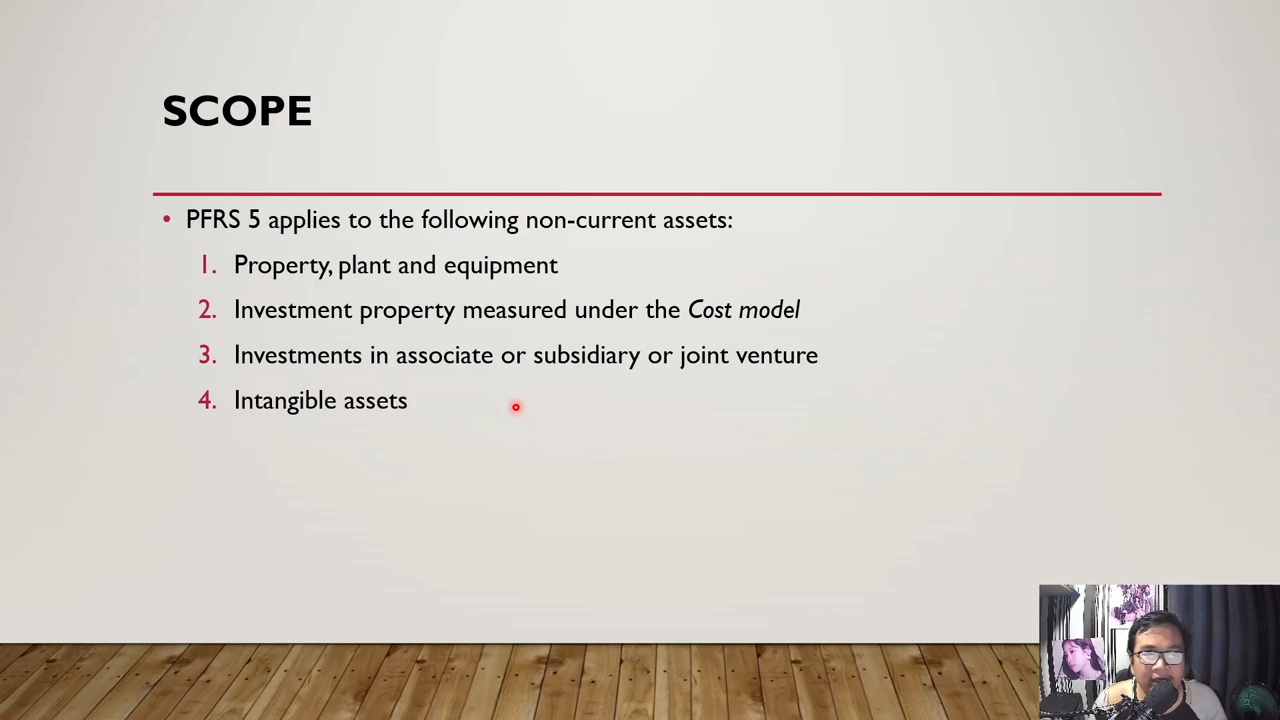 SCOPE
• PFRS 5 applies to the following non-current assets:
1. Property, plant and equipment
2. Investment property measured under the Cost model
3. Investments in associate or subsidiary or joint venture
4. Intangible assets